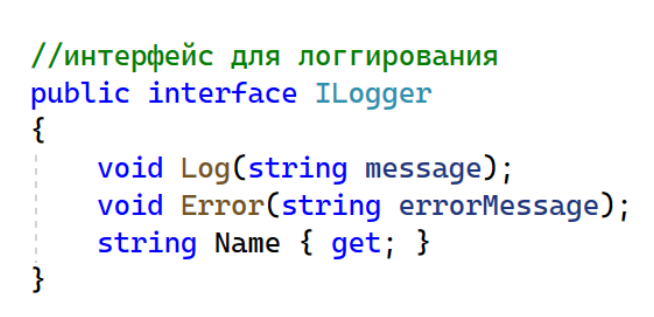 //интерфейс для логгирования
public interface ILogger
{
    void Log(string message);
    void Error(string errorMessage);
    string Name { get; }
}